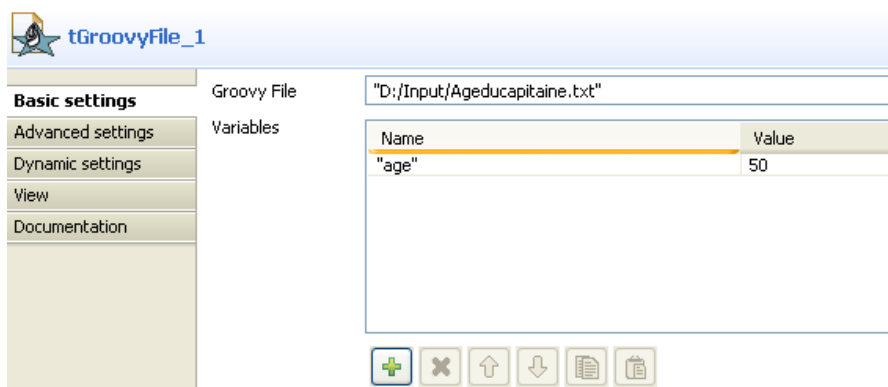 tGroovyFile_1
Basic settings
Advanced settings
Dynamic settings
View
Documentation
Groovy File
"D:/Input/Ageducapitaine.txt"
Variables
Name Value
"age" 50